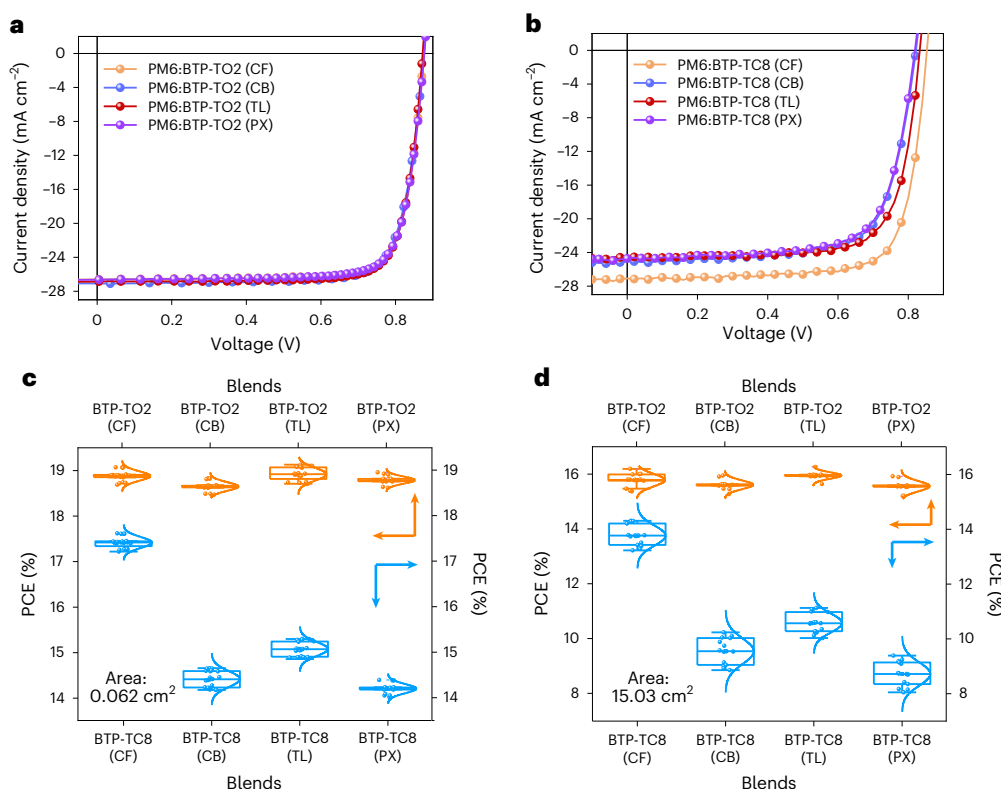 a
Current density (mA cm⁻²)
0
−4
−8
−12
−16
−20
−24
−28
PM6:BTP-TO2 (CF)
PM6:BTP-TO2 (CB)
PM6:BTP-TO2 (TL)
PM6:BTP-TO2 (PX)
0 0.2 0.4 0.6 0.8
Voltage (V)
b
Current density (mA cm⁻²)
0
−4
−8
−12
−16
−20
−24
−28
PM6:BTP-TC8 (CF)
PM6:BTP-TC8 (CB)
PM6:BTP-TC8 (TL)
PM6:BTP-TC8 (PX)
0 0.2 0.4 0.6 0.8
Voltage (V)
c
Blends
BTP-TO2 BTP-TO2 BTP-TO2 BTP-TO2
(CF) (CB) (TL) (PX)
PCE (%)
19
18
17
16
15
14
19
18
17
16
15
14
PCE (%)
Area:
0.062 cm²
BTP-TC8 BTP-TC8 BTP-TC8 BTP-TC8
(CF) (CB) (TL) (PX)
Blends
d
Blends
BTP-TO2 BTP-TO2 BTP-TO2 BTP-TO2
(CF) (CB) (TL) (PX)
PCE (%)
16
14
12
10
8
16
14
12
10
8
PCE (%)
Area:
15.03 cm²
BTP-TC8 BTP-TC8 BTP-TC8 BTP-TC8
(CF) (CB) (TL) (PX)
Blends